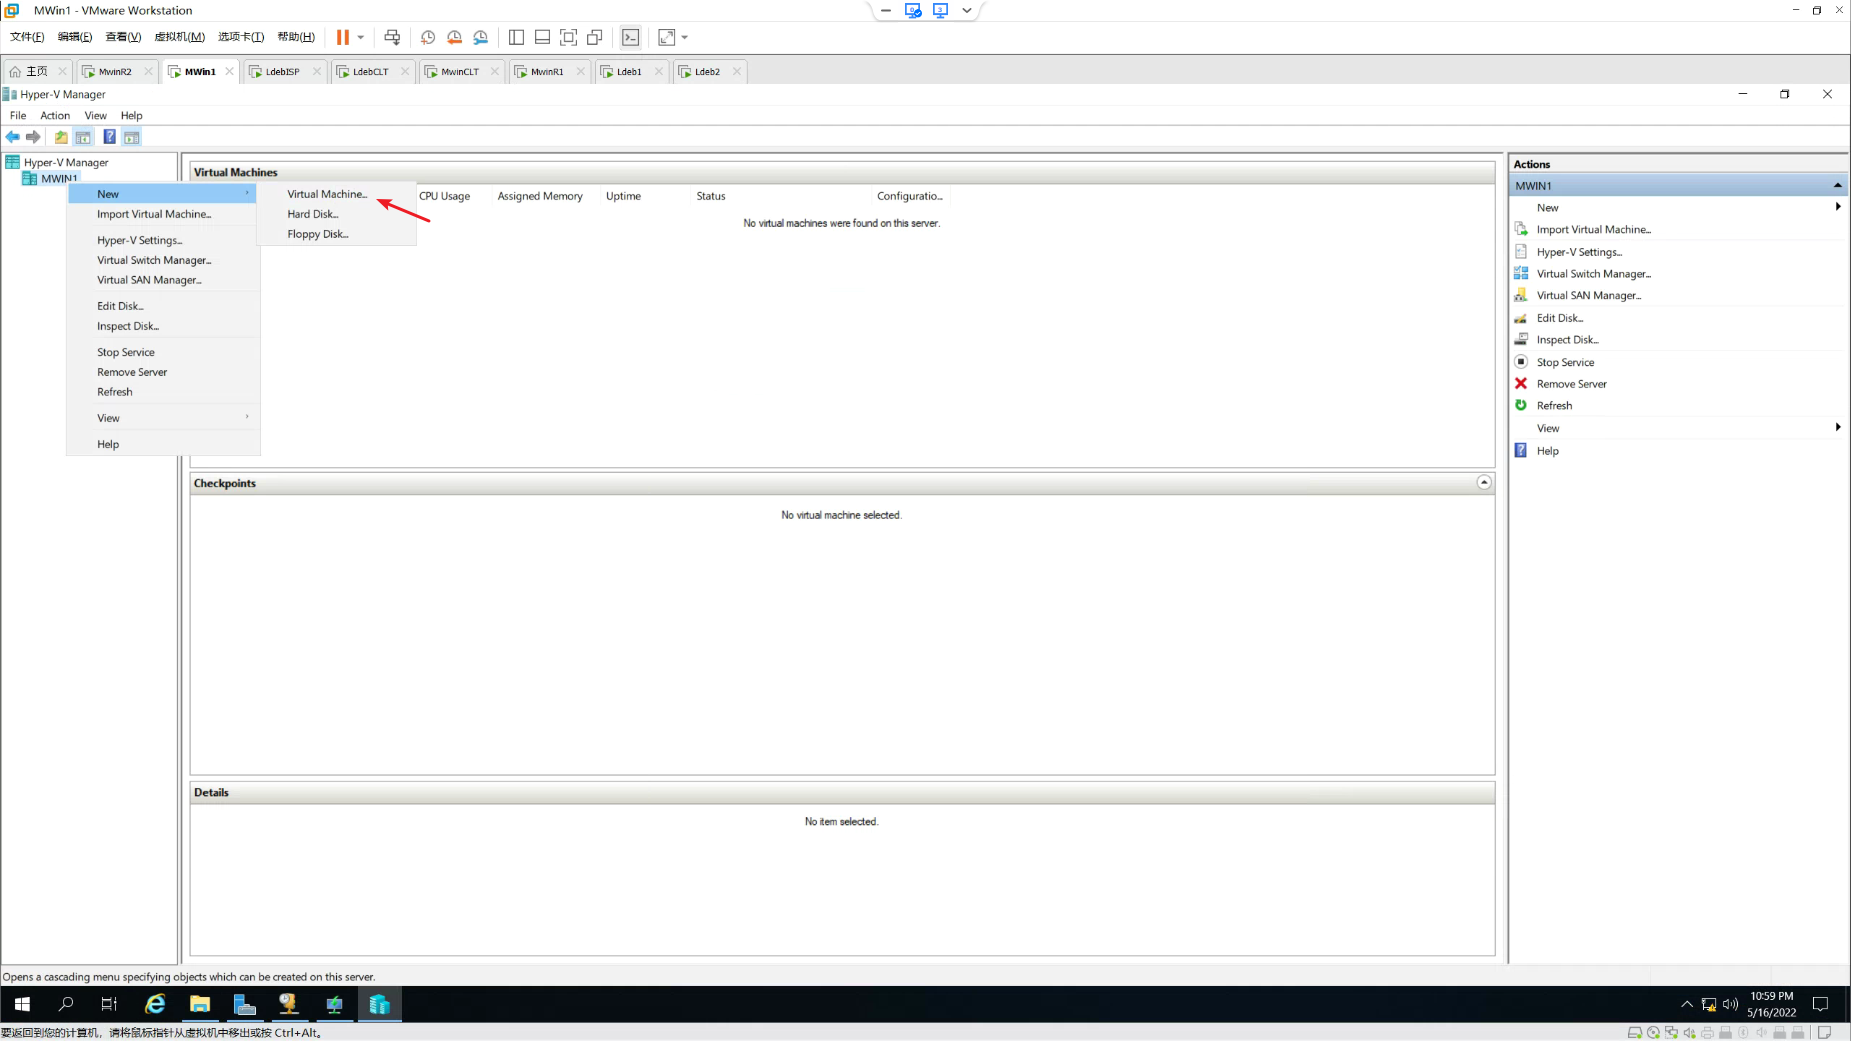 MWin1 - VMware Workstation
文件(F) 编辑(E) 查看(V) 虚拟机(M) 选项卡(T) 帮助(H)
主页 MwinR2 MWin1 LdebISP LdebCLT MwinCLT MwinR1 Ldeb1 Ldeb2
Hyper-V Manager
File Action View Help
Hyper-V Manager
MWIN1
New
Import Virtual Machine...
Hyper-V Settings...
Virtual Switch Manager...
Virtual SAN Manager...
Edit Disk...
Inspect Disk...
Stop Service
Remove Server
Refresh
View
Help
Virtual Machine...
Hard Disk...
Floppy Disk...
Virtual Machines
CPU Usage Assigned Memory Uptime Status Configuratio...
No virtual machines were found on this server.
Checkpoints
No virtual machine selected.
Details
No item selected.
Actions
MWIN1
New
Import Virtual Machine...
Hyper-V Settings...
Virtual Switch Manager...
Virtual SAN Manager...
Edit Disk...
Inspect Disk...
Stop Service
Remove Server
Refresh
View
Help
Opens a cascading menu specifying objects which can be created on this server.
10:59 PM
5/16/2022
要返回到您的计算机，请将鼠标指针从虚拟机中移出或按 Ctrl+Alt。